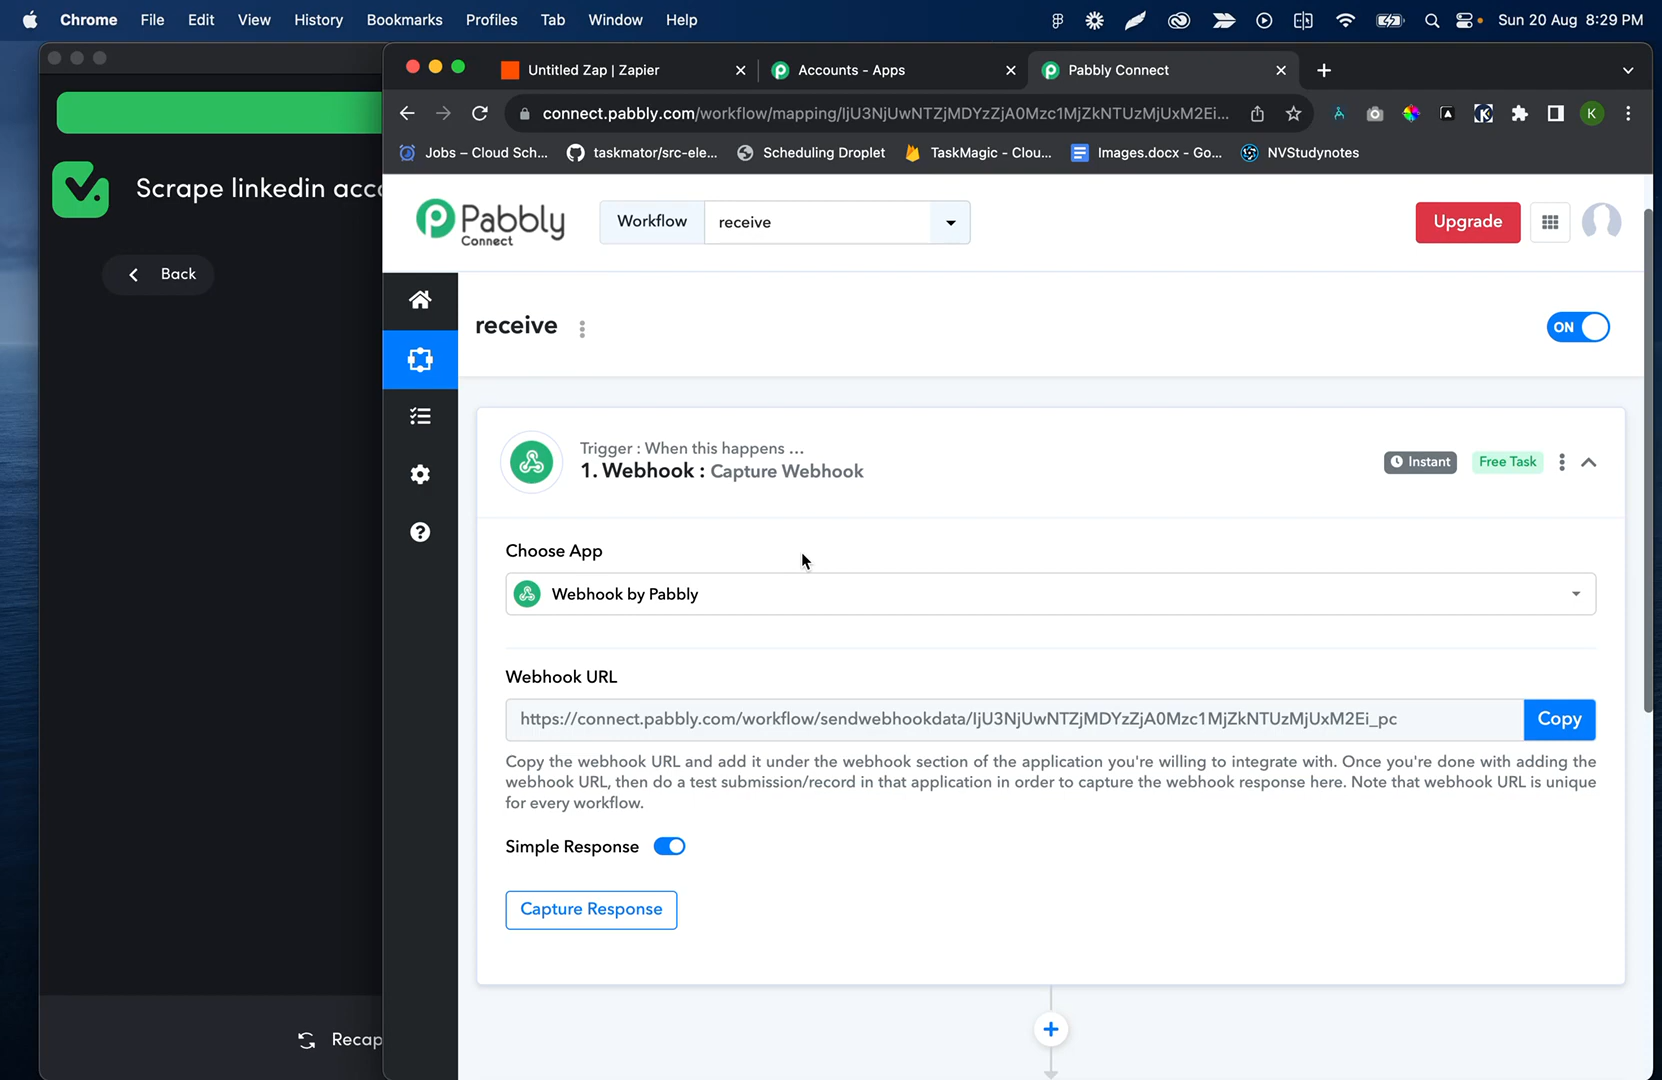 Chrome File Edit View History Bookmarks Profiles Tab Window Help Sun 20 Aug 8:29 PM
Untitled Zap | Zapier Accounts - Apps Pabbly Connect
connect.pabbly.com/workflow/mapping/IjU3NjUwNTZjMDYzZjA0Mzc1MjZkNTUzMjUxM2Ei...
K
Jobs – Cloud Sch... taskmator/src-ele... Scheduling Droplet TaskMagic - Clou... Images.docx - Go... NVStudynotes
Scrape linkedin acco
Back
Recap
Pabbly
Connect
Workflow receive
Upgrade
receive
ON
Trigger : When this happens ...
1. Webhook : Capture Webhook
Instant Free Task
Choose App
Webhook by Pabbly
Webhook URL
https://connect.pabbly.com/workflow/sendwebhookdata/IjU3NjUwNTZjMDYzZjA0Mzc1MjZkNTUzMjUxM2Ei_pc
Copy
Copy the webhook URL and add it under the webhook section of the application you're willing to integrate with. Once you're done with adding the
webhook URL, then do a test submission/record in that application in order to capture the webhook response here. Note that webhook URL is unique
for every workflow.
Simple Response
Capture Response